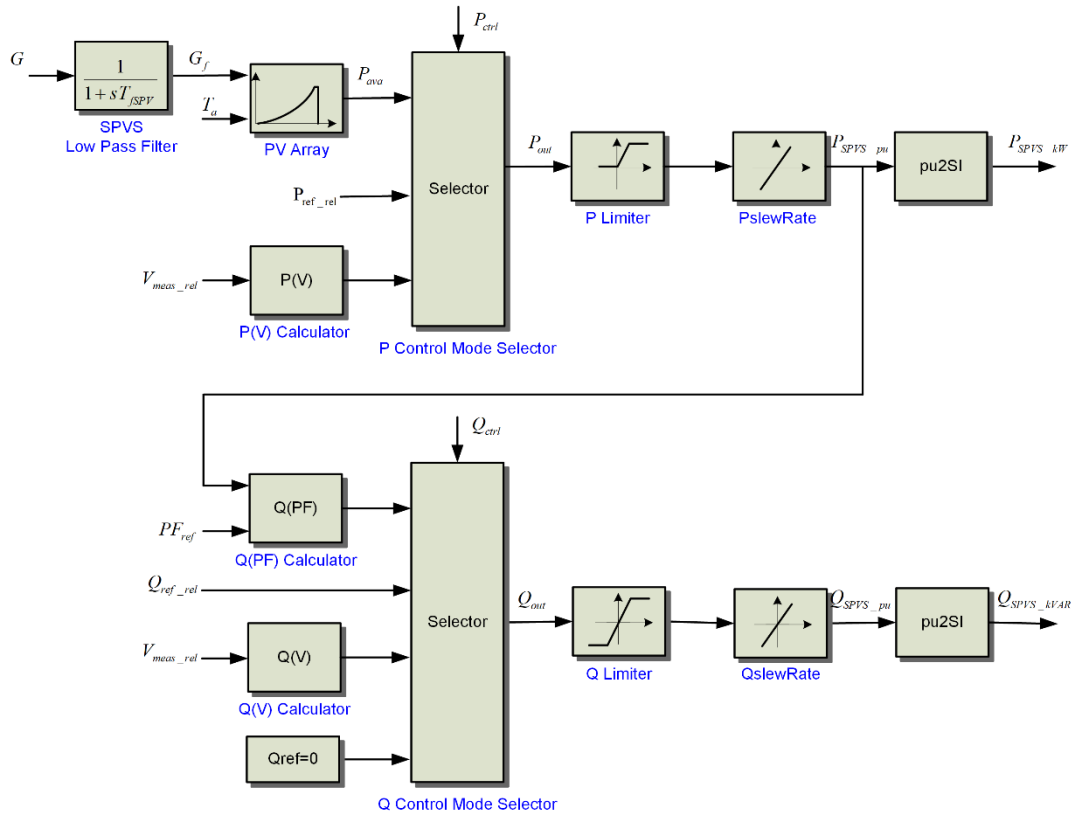 P_ctrl
G
1
1 + sT_fSPV
SPVS
Low Pass Filter
G_f
T_a
PV Array
P_ava
P_ref_rel
V_meas_rel
P(V)
P(V) Calculator
Selector
P Control Mode Selector
P_out
P Limiter
PslewRate
P_SPVS_pu
pu2SI
P_SPVS_kW
Q_ctrl
PF_ref
Q(PF)
Q(PF) Calculator
Q_ref_rel
V_meas_rel
Q(V)
Q(V) Calculator
Qref=0
Selector
Q Control Mode Selector
Q_out
Q Limiter
QslewRate
Q_SPVS_pu
pu2SI
Q_SPVS_kVAR